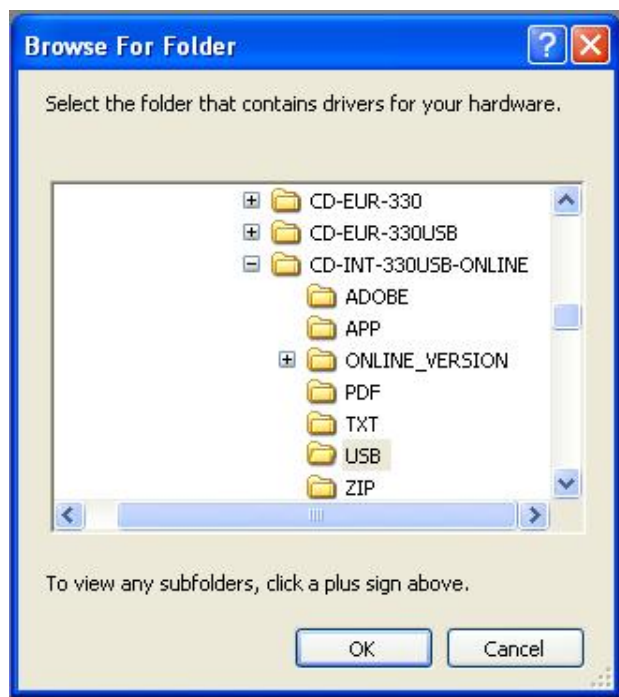 Browse For Folder
Select the folder that contains drivers for your hardware.
CD-EUR-330
CD-EUR-330USB
CD-INT-330USB-ONLINE
ADOBE
APP
ONLINE_VERSION
PDF
TXT
USB
ZIP
To view any subfolders, click a plus sign above.
OK Cancel